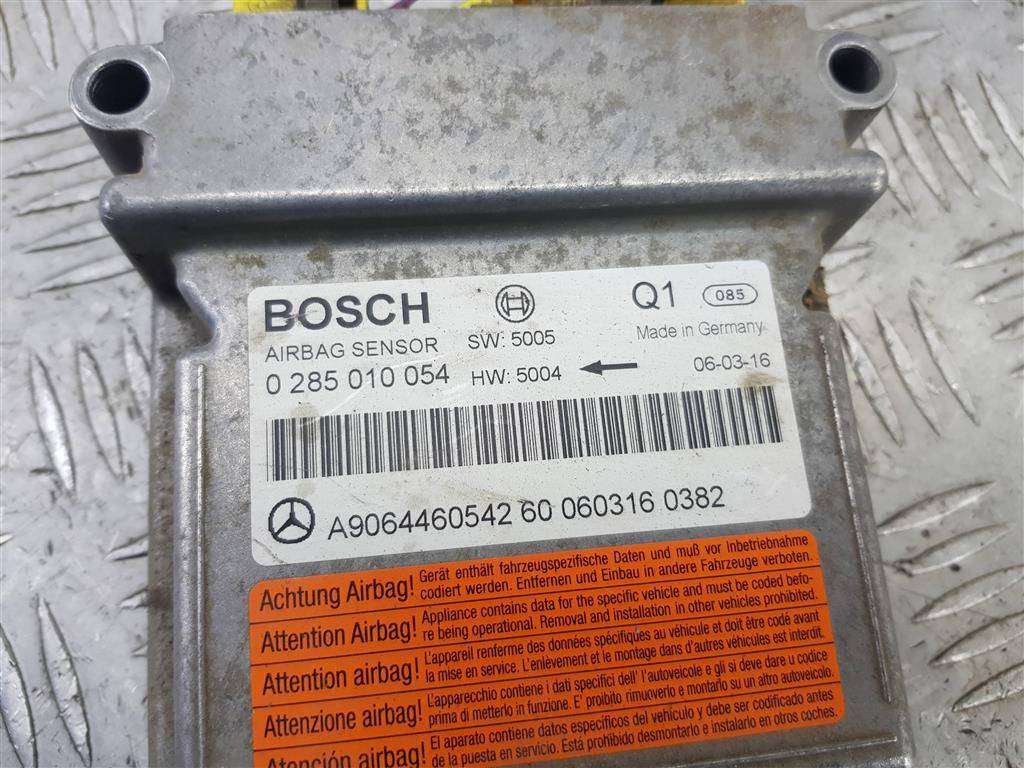 BOSCH
Q1
085
AIRBAG SENSOR
SW: 5005
Made in Germany
0 285 010 054
HW: 5004
06-03-16
A9064460542 60 060316 0382
Achtung Airbag! Gerät enthält fahrzeugspezifische Daten und muß vor Inbetriebnahme
codiert werden. Entfernen und Einbau in andere Fahrzeuge verboten.
Attention Airbag! Appliance contains data for the specific vehicle and must be coded befo-
re being operational. Removal and installation in other vehicles prohibited.
Attention airbag! L'appareil renferme des données spécifiques au véhicule et doit être codé avant
la mise en service. L'enlèvement et le montage dans d'autres véhicules est interdit.
Attenzione airbag! L'apparecchio contiene i dati specifici dell' l'autoveicole e gli si deve dare u codice
prima di metterlo in funzione. E' proibito rimuoverlo e montarlo su un altro autoveicolo.
Atención airbag! El aparato contiene datos específicos del vehículo y debe ser codificado antes
de la puesta en servicio. Está prohibido desmontarlo e instalarlo en otros coches.